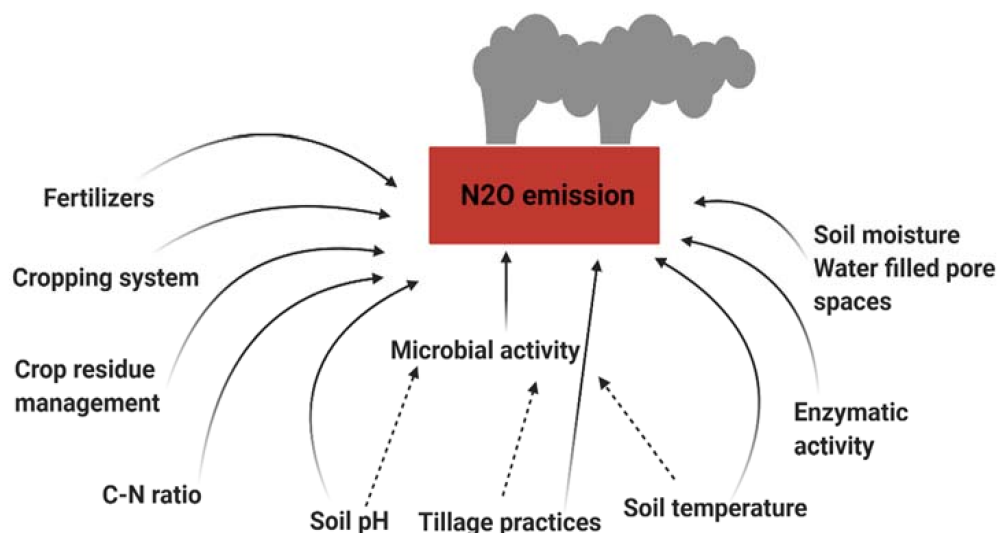 N2O emission
Fertilizers
Cropping system
Crop residue
management
C-N ratio
Soil pH
Tillage practices
Soil temperature
Microbial activity
Enzymatic
activity
Soil moisture
Water filled pore
spaces